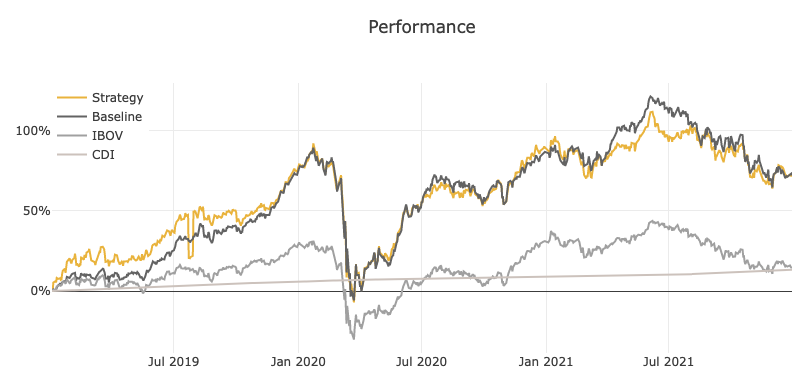 Performance
Strategy
Baseline
IBOV
CDI
100%
50%
0%
Jul 2019
Jan 2020
Jul 2020
Jan 2021
Jul 2021